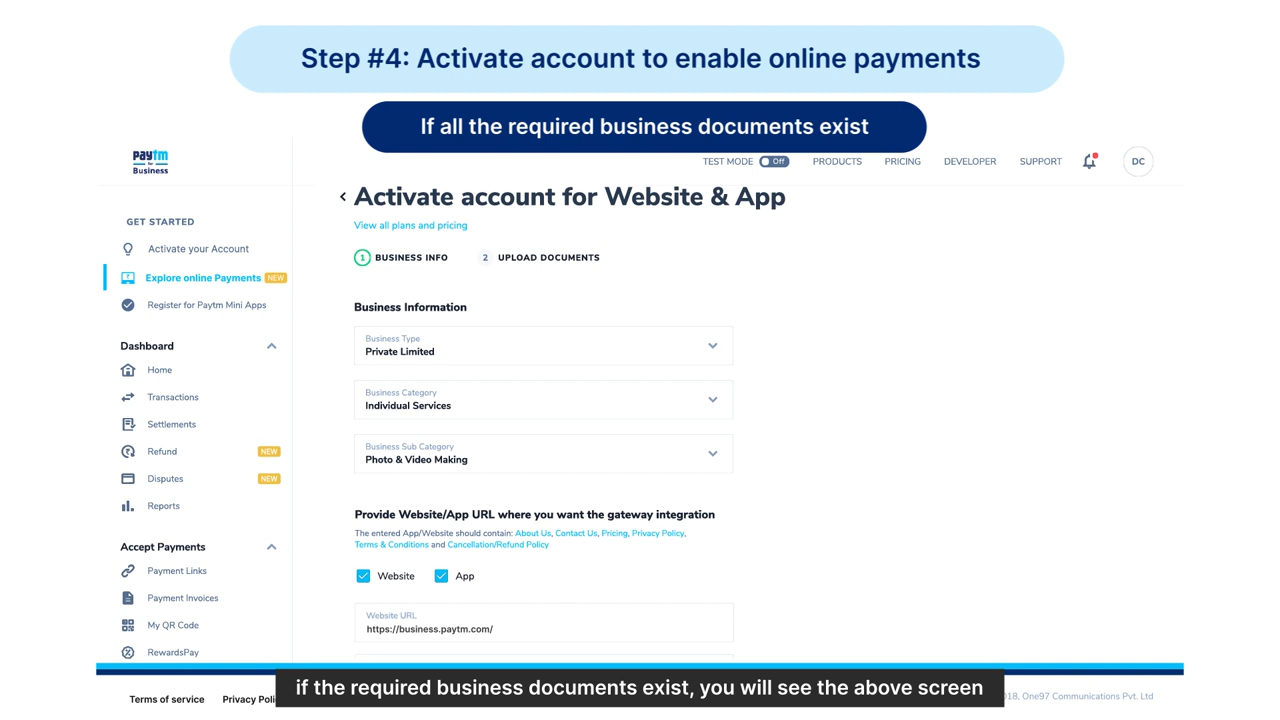 Step #4: Activate account to enable online payments
If all the required business documents exist
paytm
for
Business
TEST MODE Off PRODUCTS PRICING DEVELOPER SUPPORT DC
Activate account for Website & App
View all plans and pricing
1 BUSINESS INFO 2 UPLOAD DOCUMENTS
GET STARTED
Activate your Account
Explore online Payments NEW
Register for Paytm Mini Apps
Dashboard
Home
Transactions
Settlements
Refund NEW
Disputes NEW
Reports
Accept Payments
Payment Links
Payment Invoices
My QR Code
RewardsPay
Business Information
Business Type
Private Limited
Business Category
Individual Services
Business Sub Category
Photo & Video Making
Provide Website/App URL where you want the gateway integration
The entered App/Website should contain: About Us, Contact Us, Pricing, Privacy Policy,
Terms & Conditions and Cancellation/Refund Policy
Website App
Website URL
https://business.paytm.com/
Terms of service Privacy Poli
18, One97 Communications Pvt. Ltd
if the required business documents exist, you will see the above screen